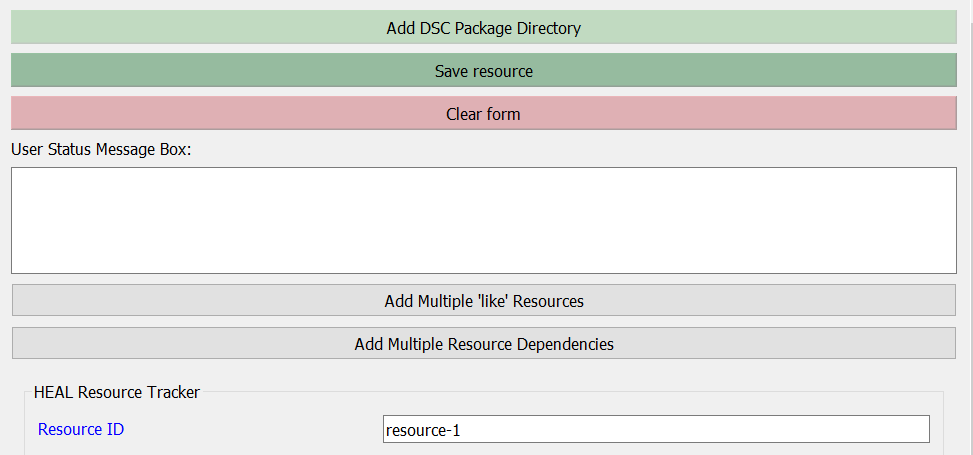 Add DSC Package Directory
Save resource
Clear form
User Status Message Box:
Add Multiple 'like' Resources
Add Multiple Resource Dependencies
HEAL Resource Tracker
Resource ID resource-1